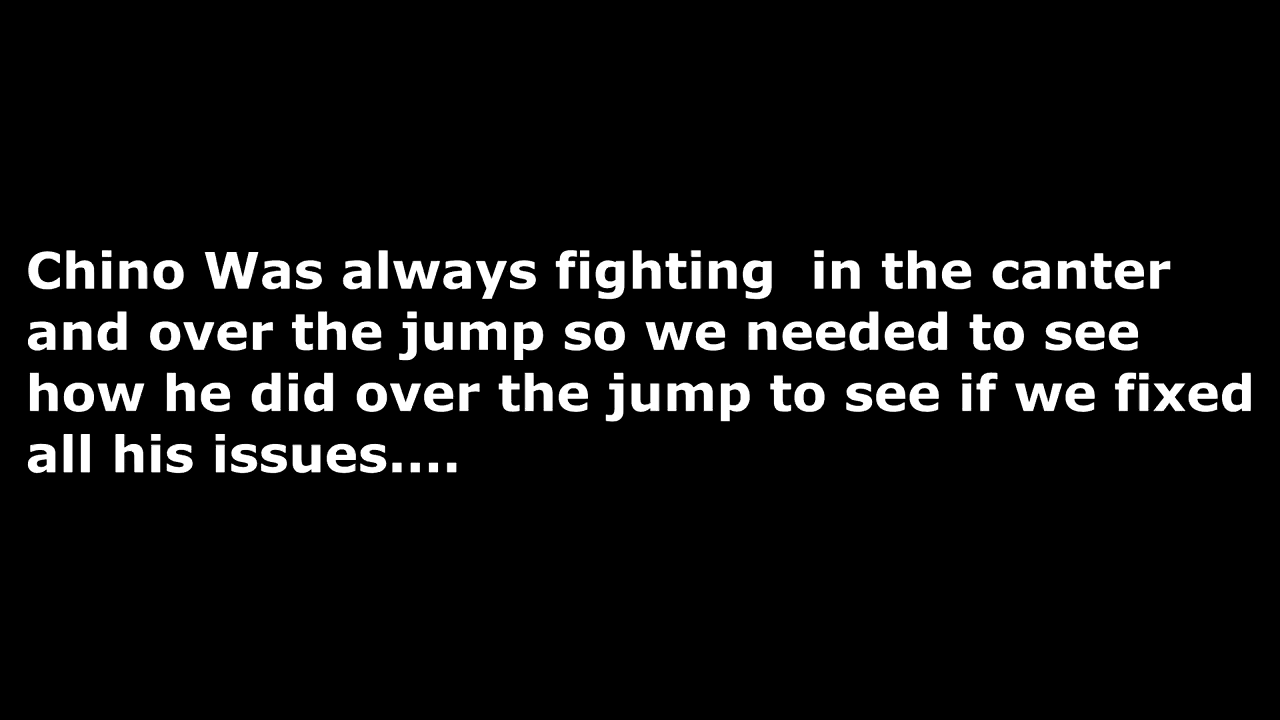 Chino Was always fighting  in the canter
and over the jump so we needed to see
how he did over the jump to see if we fixed
all his issues....